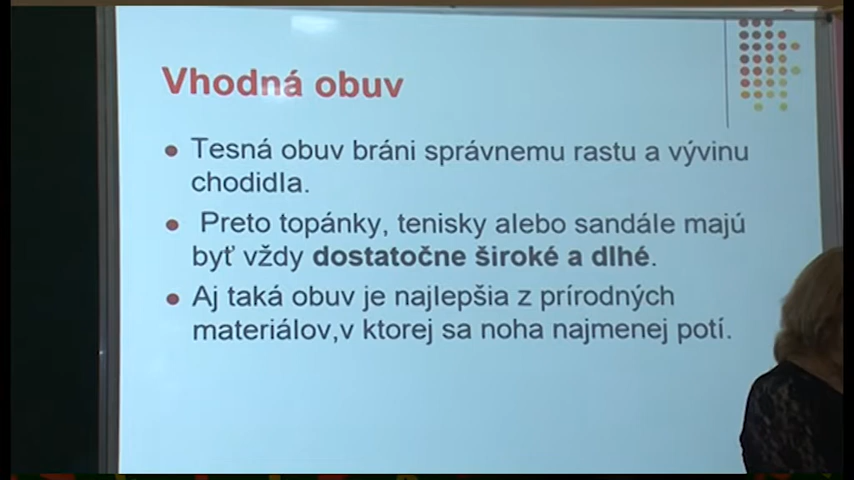 Vhodná obuv
Tesná obuv bráni správnemu rastu a vývinu
chodidla.
Preto topánky, tenisky alebo sandále majú
byť vždy dostatočne široké a dlhé.
Aj taká obuv je najlepšia z prírodných
materiálov,v ktorej sa noha najmenej potí.